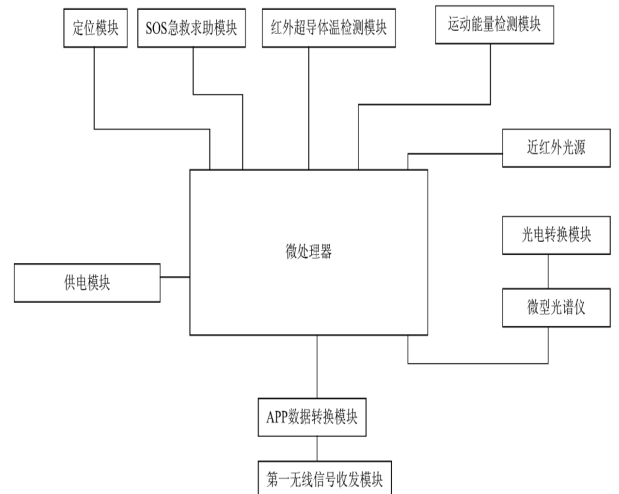 定位模块
SOS急救求助模块
红外超导体温检测模块
运动能量检测模块
近红外光源
光电转换模块
微处理器
供电模块
微型光谱仪
APP数据转换模块
第一无线信号收发模块